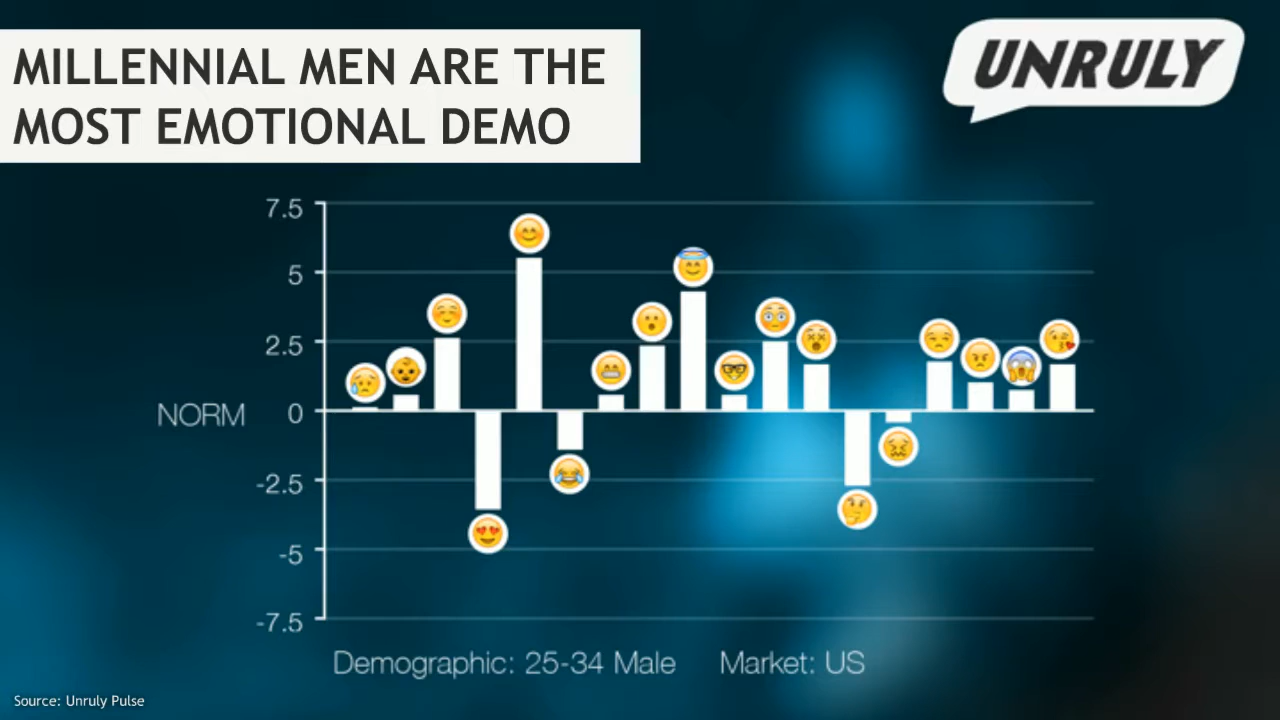 MILLENNIAL MEN ARE THE
MOST EMOTIONAL DEMO
UNRULY
7.5
5
2.5
NORM 0
-2.5
-5
-7.5
Demographic: 25-34 Male Market: US
Source: Unruly Pulse